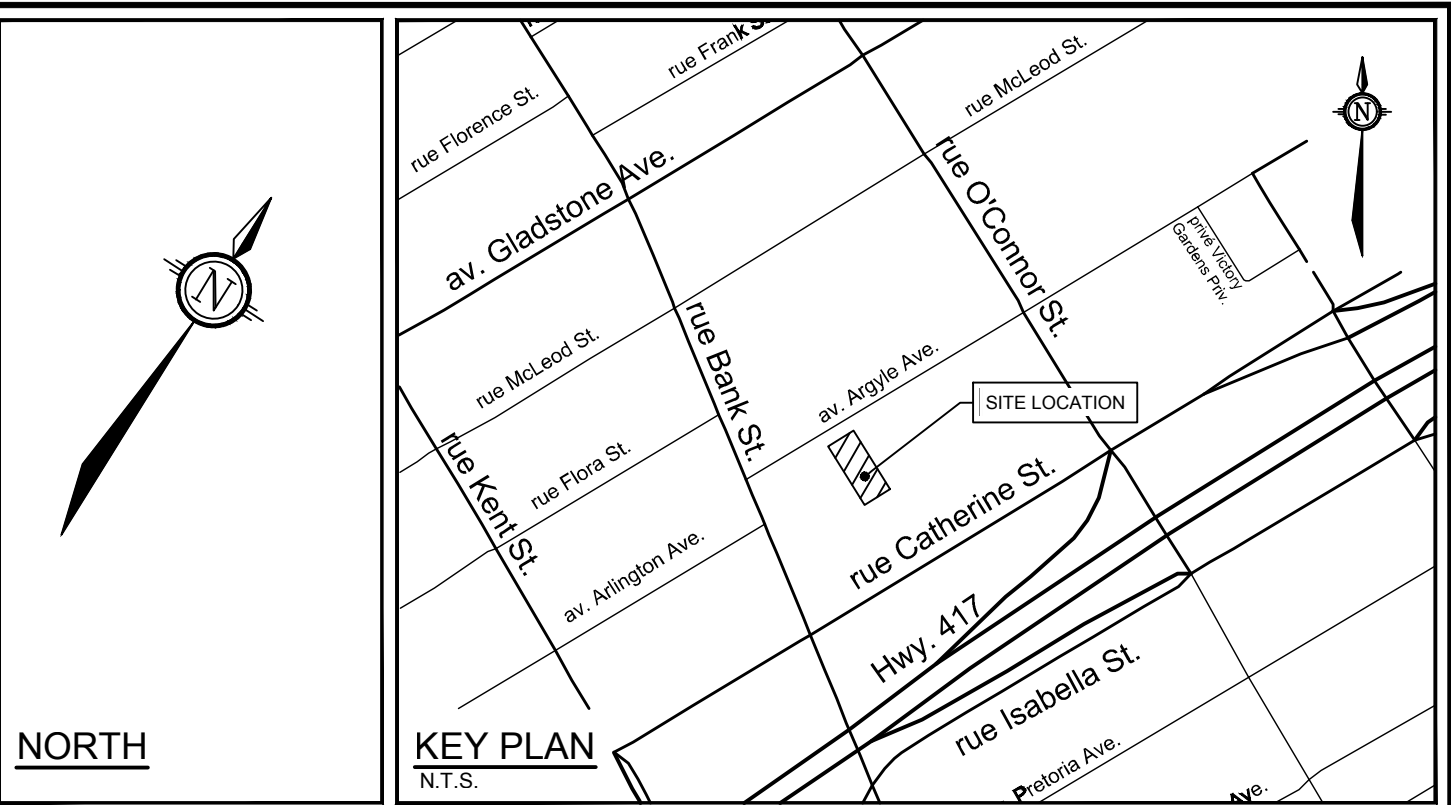 N
NORTH
rue Frank S
rue McLeod St.
N
rue Florence St.
av. Gladstone Ave.
rue O'Connor St.
privé Victory
Gardens Priv.
rue McLeod St.
rue Bank St.
av. Argyle Ave.
SITE LOCATION
rue Kent St.
rue Flora St.
rue Catherine St.
av. Arlington Ave.
Hwy. 417
rue Isabella St.
Pretoria Ave.
Ave.
KEY PLAN
N.T.S.